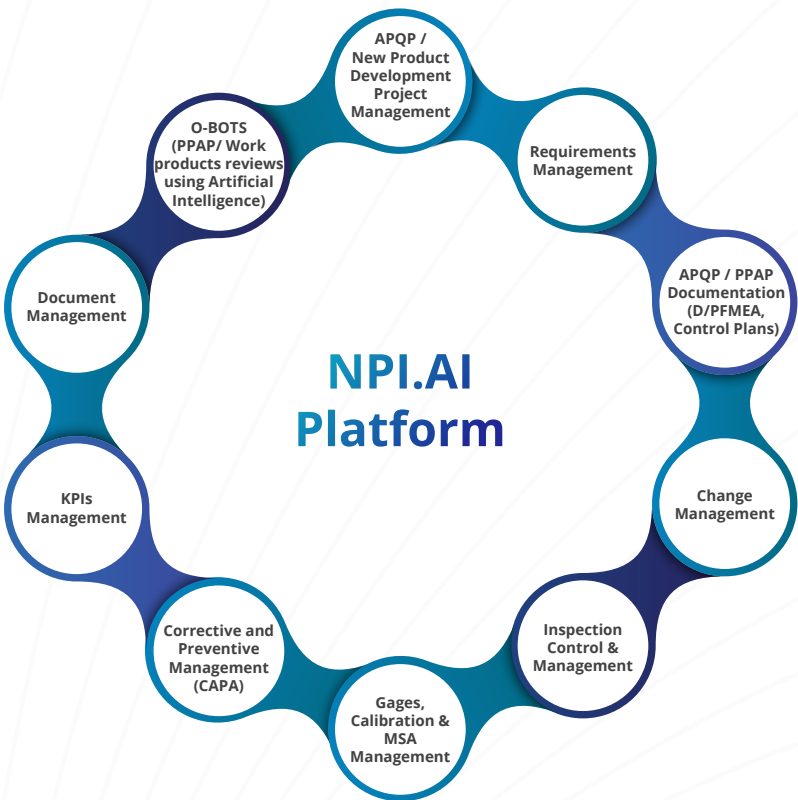 APQP /
New Product
Development
Project
Management
Requirements
Management
APQP / PPAP
Documentation
(D/PFMEA,
Control Plans)
Change
Management
Inspection
Control &
Management
Gages,
Calibration &
MSA
Management
Corrective and
Preventive
Management
(CAPA)
KPIs
Management
Document
Management
O-BOTS
(PPAP/ Work
products reviews
using Artificial
Intelligence)
NPI.AI
Platform